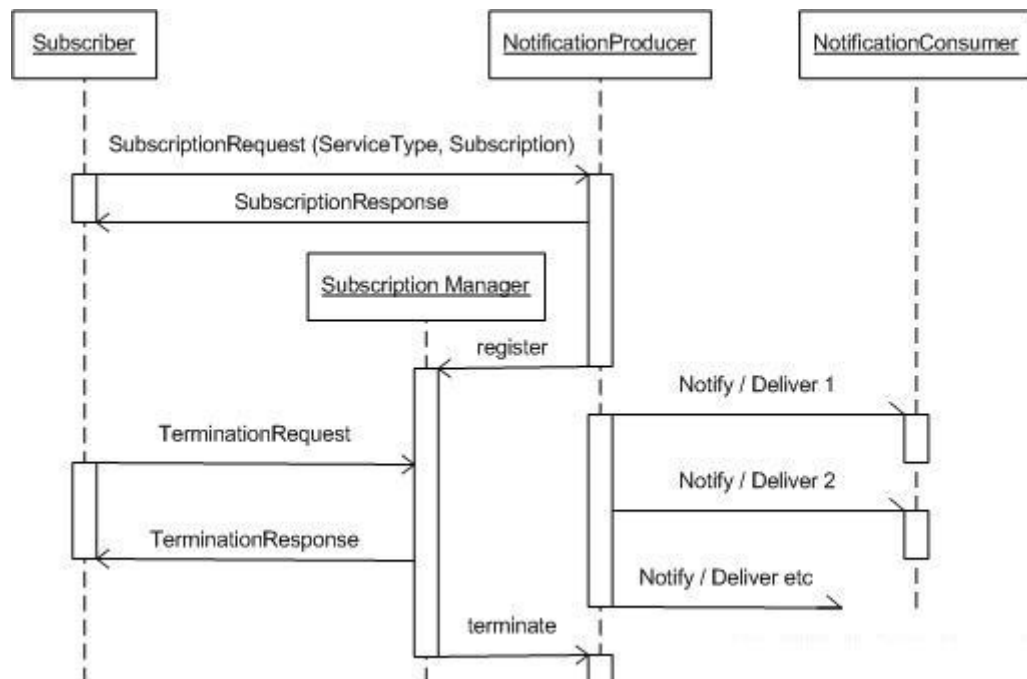 Subscriber
NotificationProducer
NotificationConsumer
SubscriptionRequest (ServiceType, Subscription)
SubscriptionResponse
Subscription Manager
register
Notify / Deliver 1
TerminationRequest
Notify / Deliver 2
TerminationResponse
Notify / Deliver etc
terminate